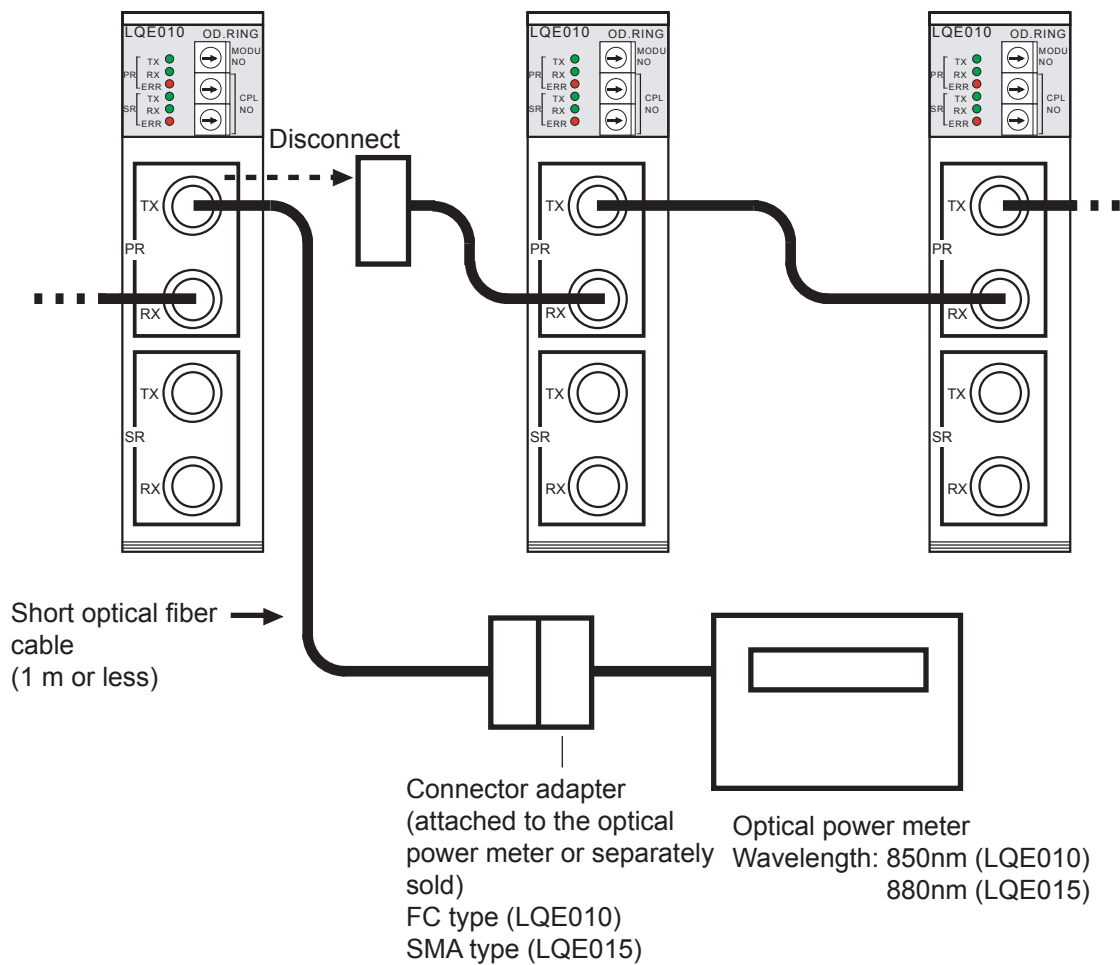 LQE010 OD.RING
MODU
NO
TX
PR RX
ERR
TX
SR RX
ERR
CPL
NO
LQE010 OD.RING
MODU
NO
TX
PR RX
ERR
TX
SR RX
ERR
CPL
NO
LQE010 OD.RING
MODU
NO
TX
PR RX
ERR
TX
SR RX
ERR
CPL
NO
Disconnect
TX
PR
RX
TX
SR
RX
TX
PR
RX
TX
SR
RX
TX
PR
RX
TX
SR
RX
Short optical fiber
cable
(1 m or less)
Connector adapter
(attached to the optical
power meter or separately
sold)
FC type (LQE010)
SMA type (LQE015)
Optical power meter
Wavelength: 850nm (LQE010)
880nm (LQE015)